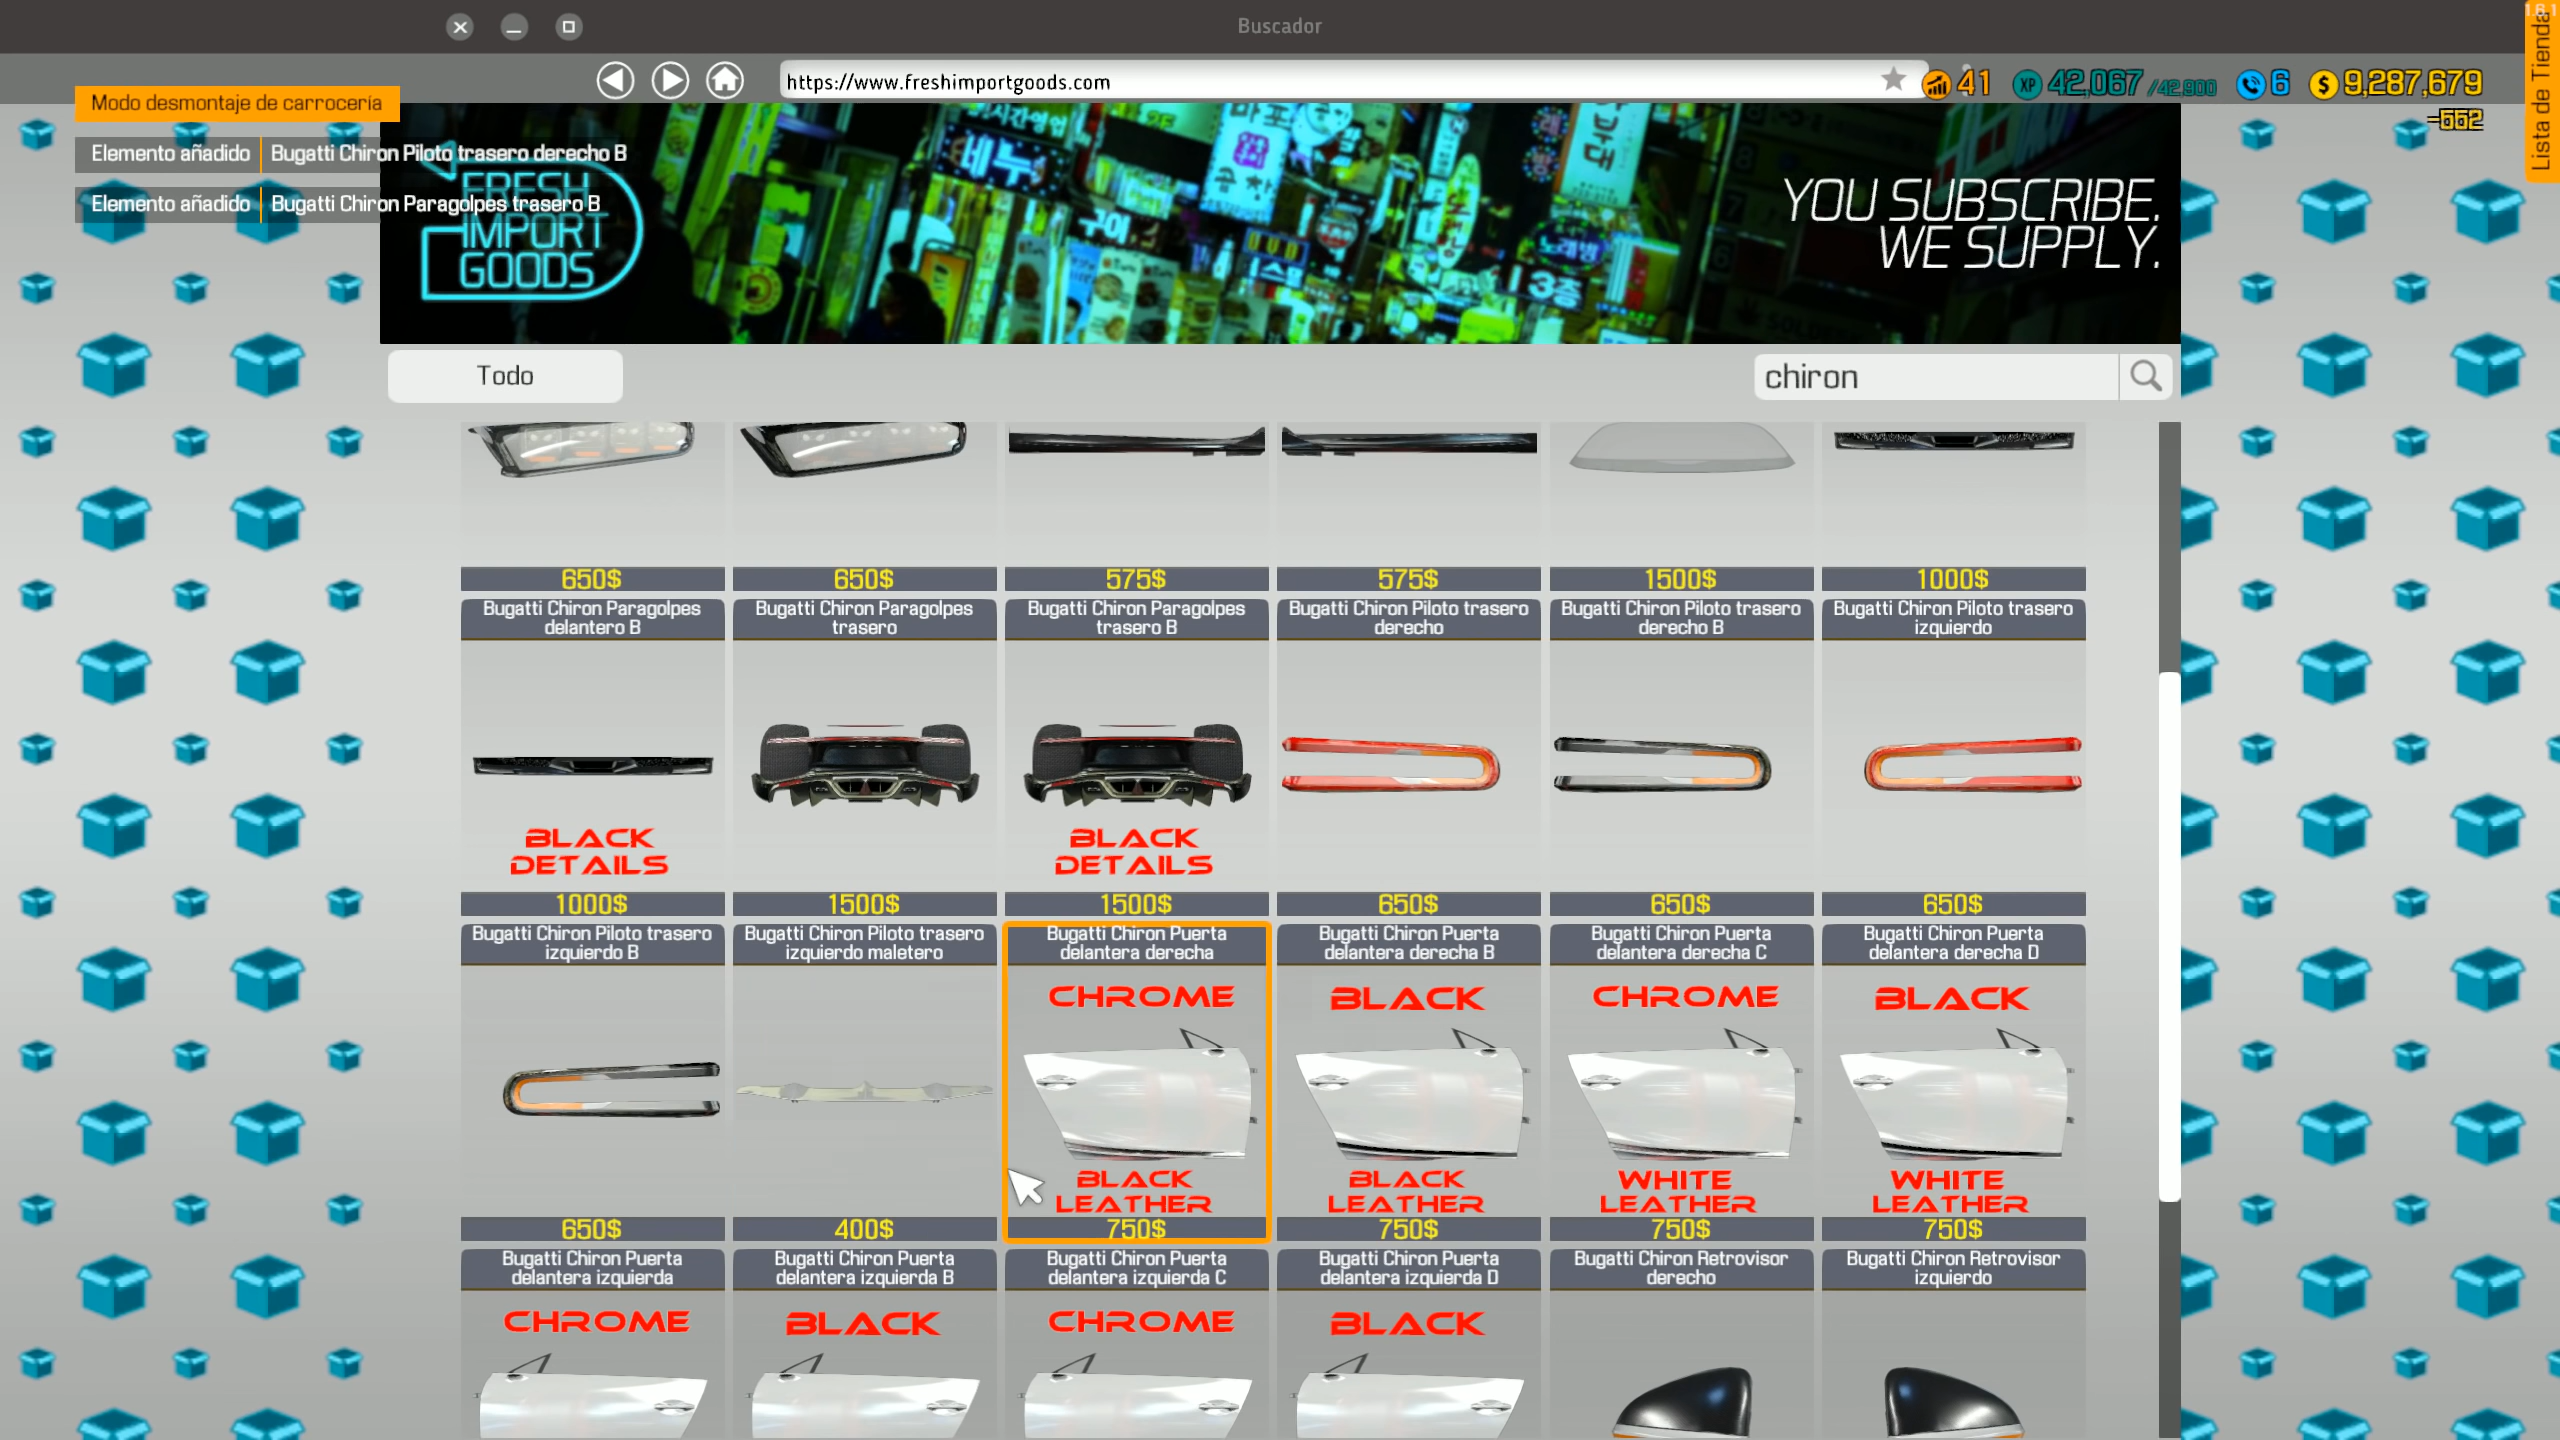 Buscador
1.6.1
Lista de Tienda
https://www.freshimportgoods.com
41
XP
42,067/42,900
6
$
9,287,679
-552
Modo desmontaje de carrocería
Elemento añadido Bugatti Chiron Piloto trasero derecho B
Elemento añadido Bugatti Chiron Paragolpes trasero B
FRESH
IMPORT
GOODS
YOU SUBSCRIBE.
WE SUPPLY.
Todo
chiron
650$ 650$ 575$ 575$ 1500$ 1000$
Bugatti Chiron Paragolpes
delantero B
Bugatti Chiron Paragolpes
trasero
Bugatti Chiron Paragolpes
trasero B
Bugatti Chiron Piloto trasero
derecho
Bugatti Chiron Piloto trasero
derecho B
Bugatti Chiron Piloto trasero
izquierdo
BLACK
DETAILS
BLACK
DETAILS
1000$ 1500$ 1500$ 650$ 650$ 650$
Bugatti Chiron Piloto trasero
izquierdo B
Bugatti Chiron Piloto trasero
izquierdo maletero
Bugatti Chiron Puerta
delantera derecha
CHROME
BLACK
LEATHER
Bugatti Chiron Puerta
delantera derecha B
BLACK
BLACK
LEATHER
Bugatti Chiron Puerta
delantera derecha C
CHROME
WHITE
LEATHER
Bugatti Chiron Puerta
delantera derecha D
BLACK
WHITE
LEATHER
650$ 400$ 750$ 750$ 750$ 750$
Bugatti Chiron Puerta
delantera izquierda
CHROME
Bugatti Chiron Puerta
delantera izquierda B
BLACK
Bugatti Chiron Puerta
delantera izquierda C
CHROME
Bugatti Chiron Puerta
delantera izquierda D
BLACK
Bugatti Chiron Retrovisor
derecho
Bugatti Chiron Retrovisor
izquierdo